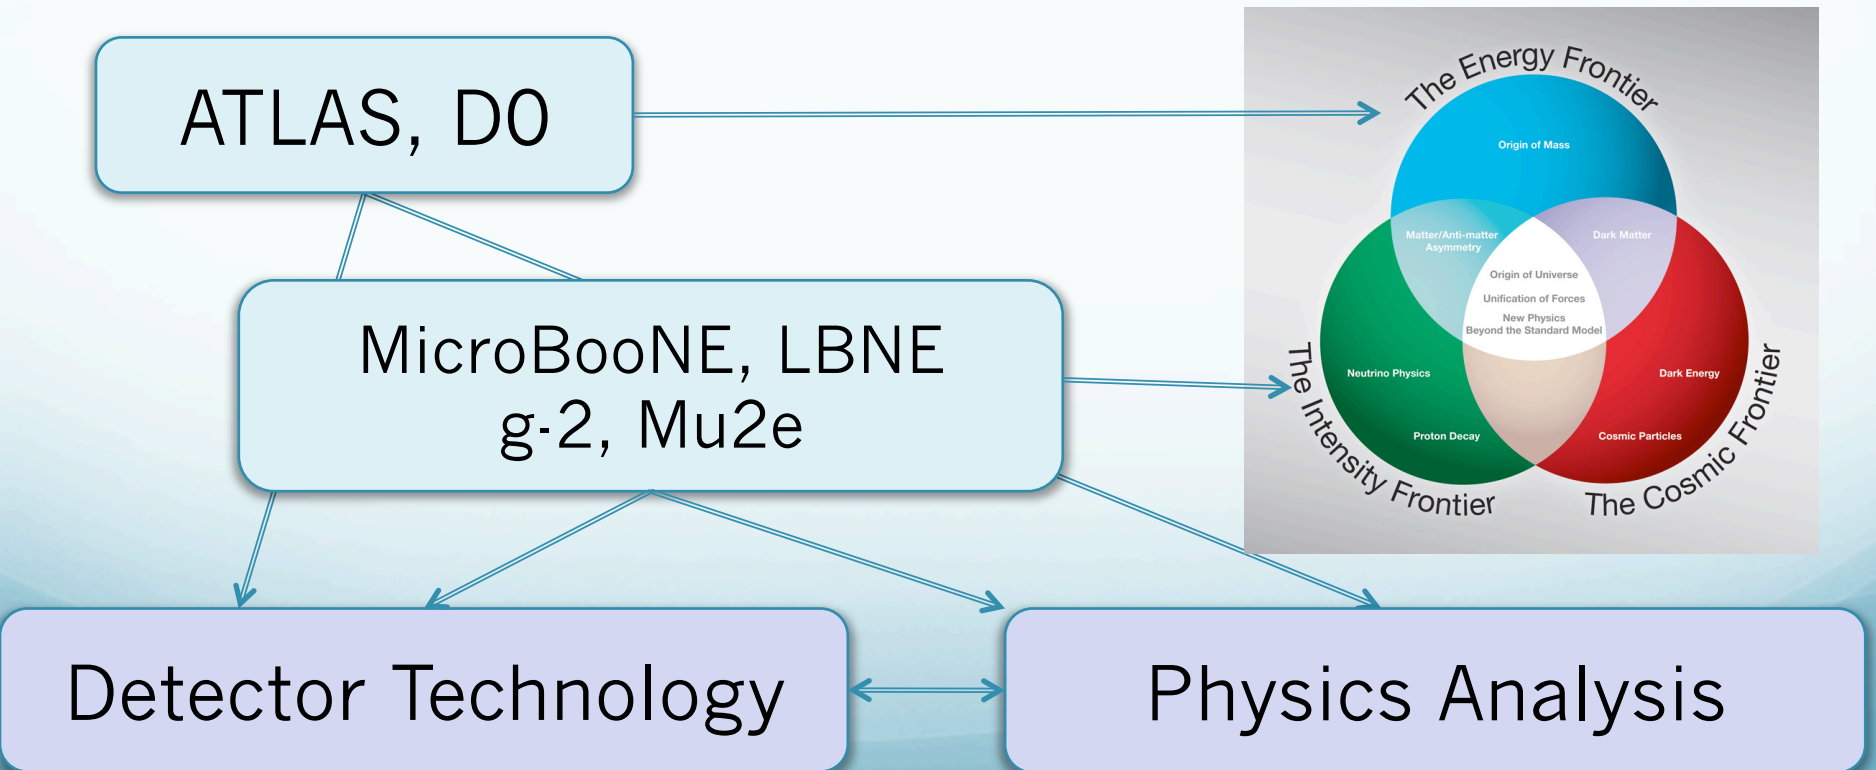 ATLAS, D0
MicroBooNE, LBNE
g-2, Mu2e
Detector Technology
Physics Analysis
The Energy Frontier
Origin of Mass
Matter/Anti-matter
Asymmetry
Dark Matter
Origin of Universe
Unification of Forces
New Physics
Beyond the Standard Model
Neutrino Physics
Dark Energy
Proton Decay
Cosmic Particles
The Intensity Frontier
The Cosmic Frontier